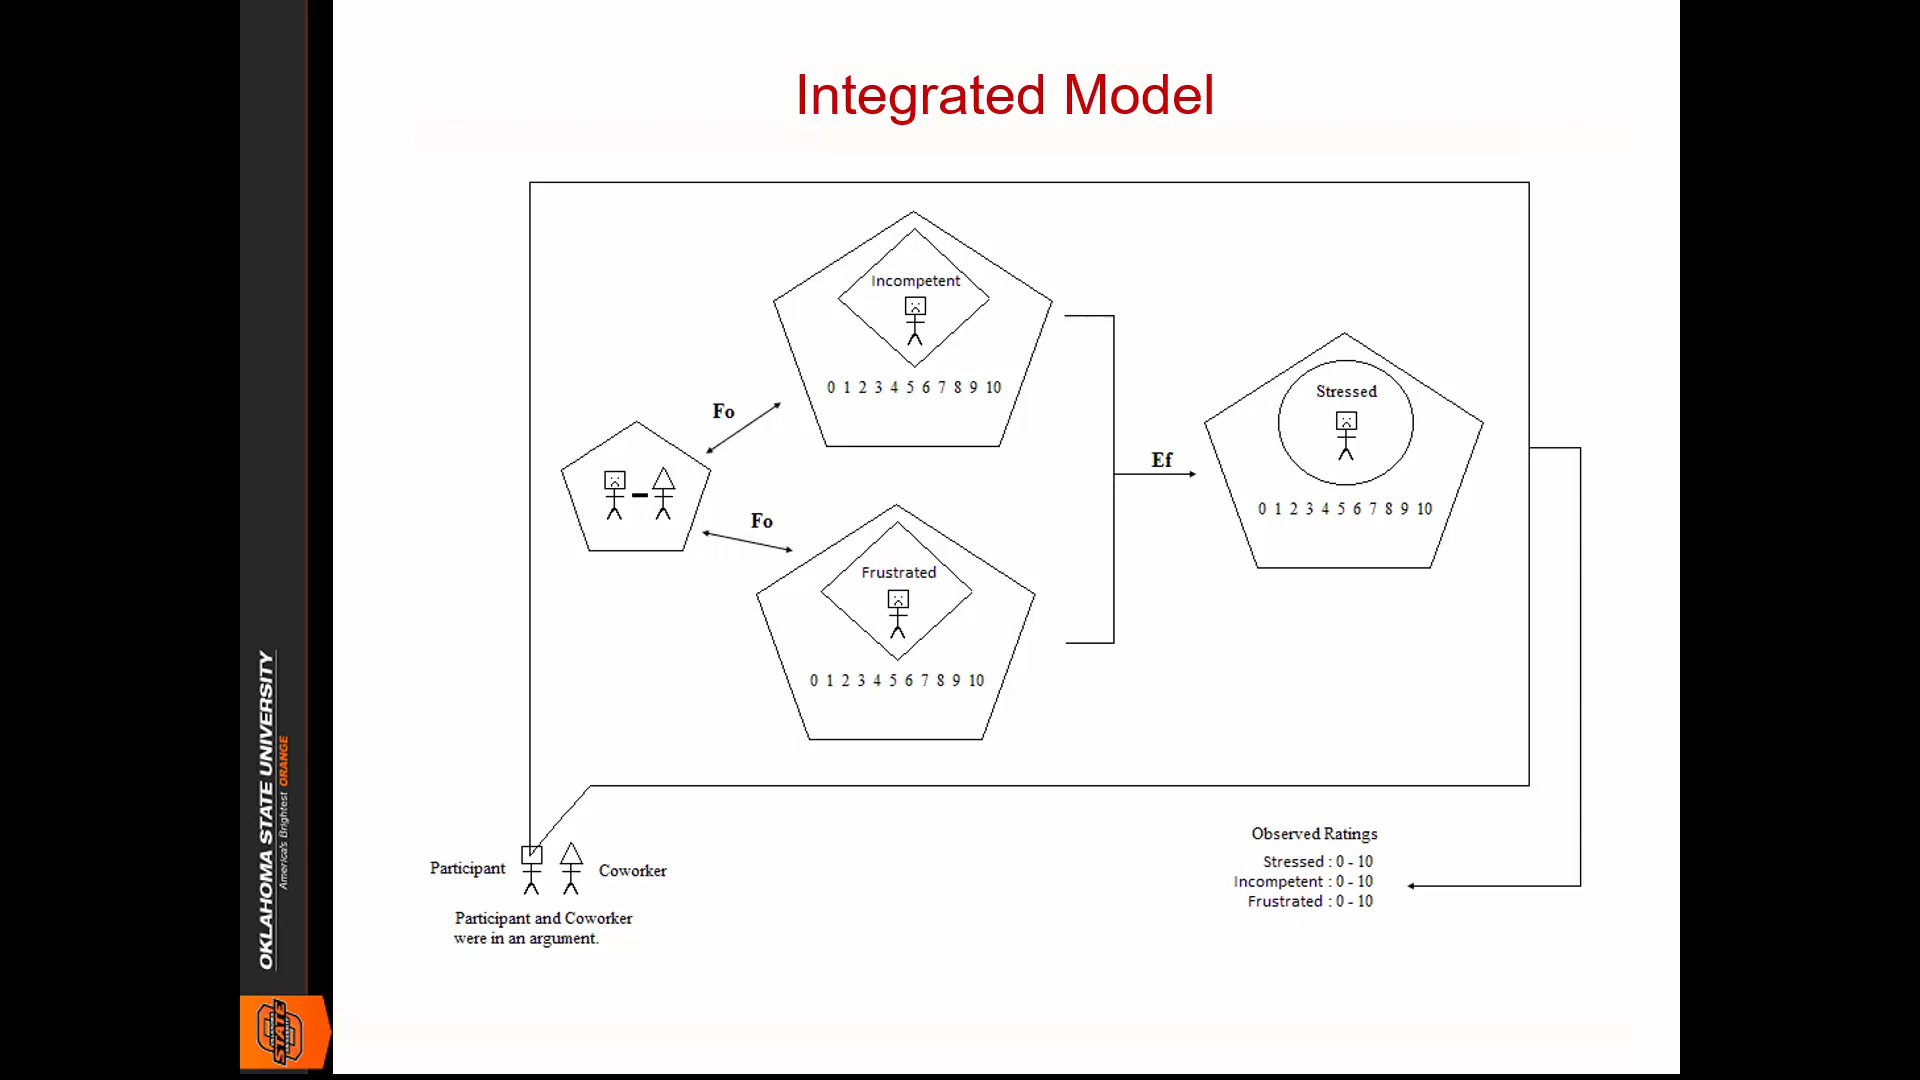 Integrated Model
Incompetent
0 1 2 3 4 5 6 7 8 9 10
Fo
Stressed
0 1 2 3 4 5 6 7 8 9 10
Ef
Fo
Frustrated
0 1 2 3 4 5 6 7 8 9 10
Participant
Coworker
Participant and Coworker
were in an argument.
Observed Ratings
Stressed : 0 - 10
Incompetent : 0 - 10
Frustrated : 0 - 10
OKLAHOMA STATE UNIVERSITY
America's Brightest ORANGE
STATE